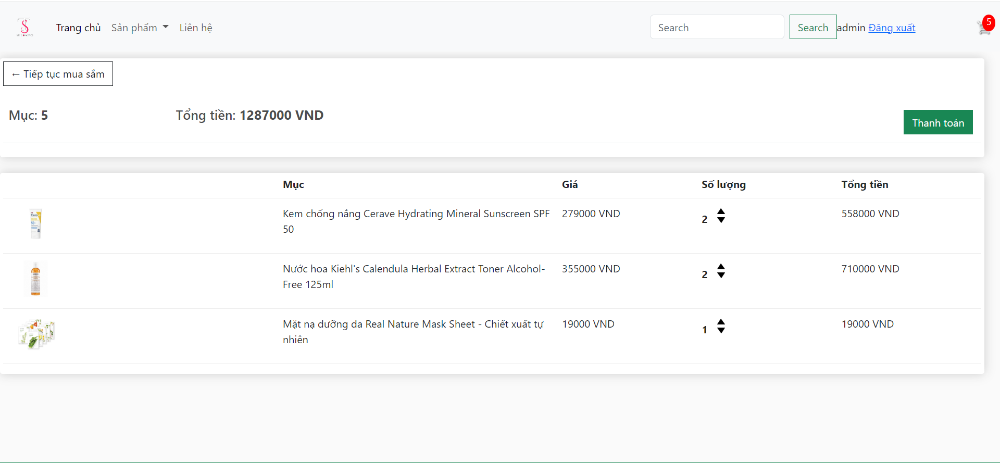 Trang chủ Sản phẩm Liên hệ Search Search admin Đăng xuất 5
← Tiếp tục mua sắm
Mục: 5 Tổng tiền: 1287000 VND
Thanh toán
Mục Giá Số lượng Tổng tiền
Kem chống nắng Cerave Hydrating Mineral Sunscreen SPF 279000 VND 2 558000 VND
50
Nước hoa Kiehl's Calendula Herbal Extract Toner Alcohol- 355000 VND 2 710000 VND
Free 125ml
Mặt nạ dưỡng da Real Nature Mask Sheet - Chiết xuất tự 19000 VND 1 19000 VND
nhiên